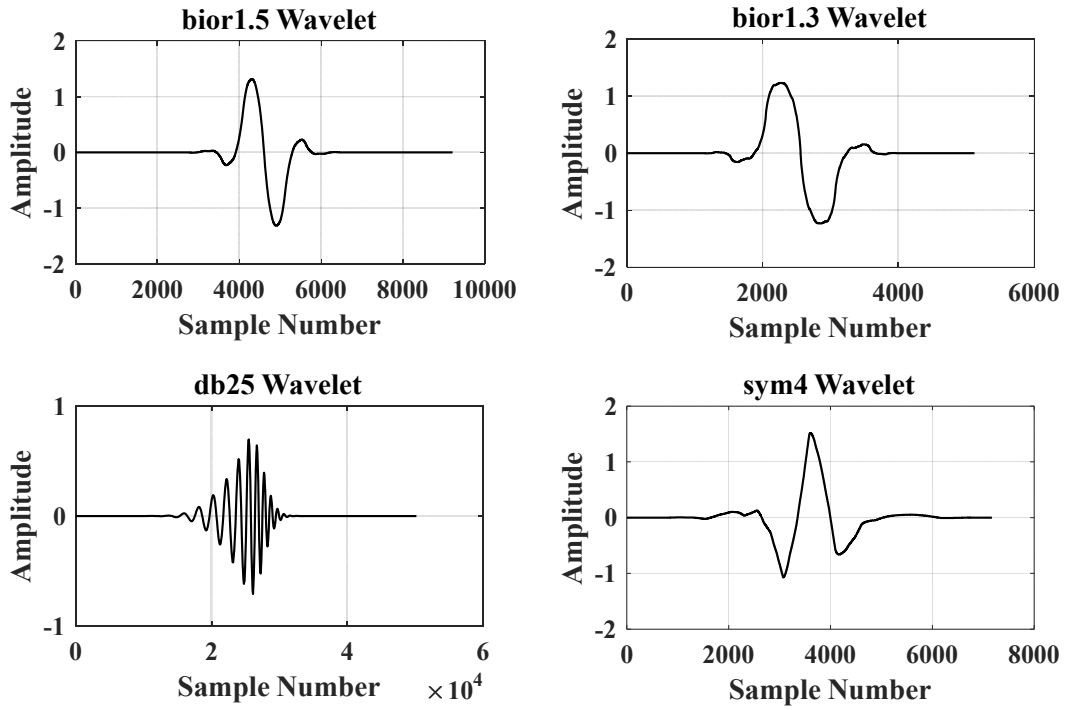 bior1.5 Wavelet
2
1
0
-1
-2
Amplitude
0 2000 4000 6000 8000 10000
Sample Number
bior1.3 Wavelet
2
1
0
-1
-2
Amplitude
0 2000 4000 6000
Sample Number
db25 Wavelet
1
0
-1
Amplitude
0 2 4 6
Sample Number ×10^4
sym4 Wavelet
2
1
0
-1
-2
Amplitude
0 2000 4000 6000 8000
Sample Number